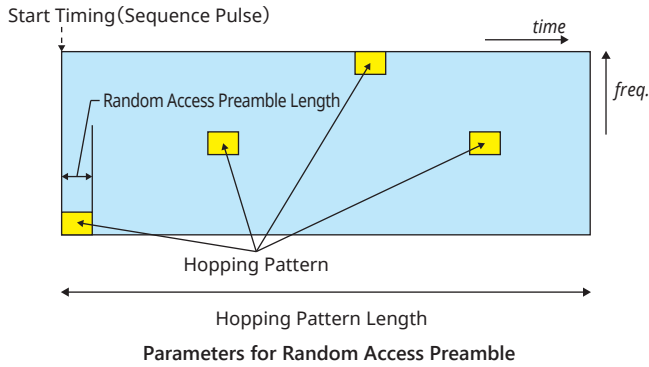 Start Timing(Sequence Pulse)
time
freq.
Random Access Preamble Length
Hopping Pattern
Hopping Pattern Length
Parameters for Random Access Preamble